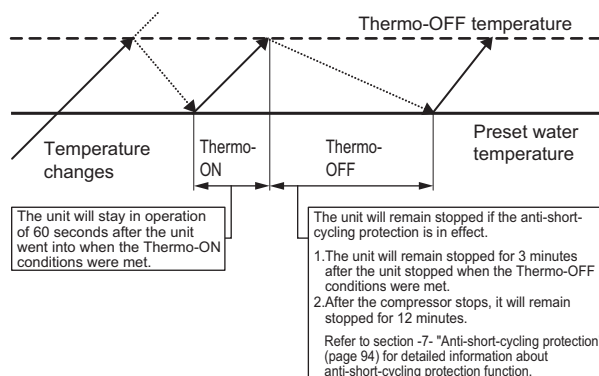 Thermo-OFF temperature
Preset water
temperature
Temperature
changes
Thermo-
ON
Thermo-
OFF
The unit will stay in operation
of 60 seconds after the unit
went into when the Thermo-ON
conditions were met.
The unit will remain stopped if the anti-short-
cycling protection is in effect.
1.The unit will remain stopped for 3 minutes
after the unit stopped when the Thermo-OFF
conditions were met.
2.After the compressor stops, it will remain
stopped for 12 minutes.
Refer to section -7- "Anti-short-cycling protection
(page 94) for detailed information about
anti-short-cycling protection function.